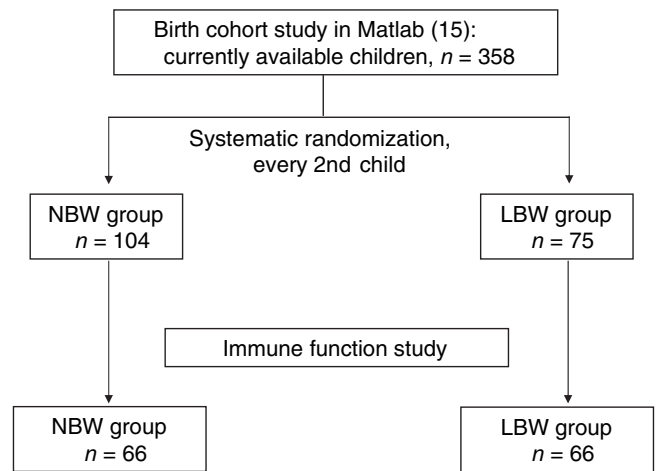 Birth cohort study in Matlab (15):
currently available children, n = 358
Systematic randomization,
every 2nd child
NBW group
n = 104
LBW group
n = 75
Immune function study
NBW group
n = 66
LBW group
n = 66